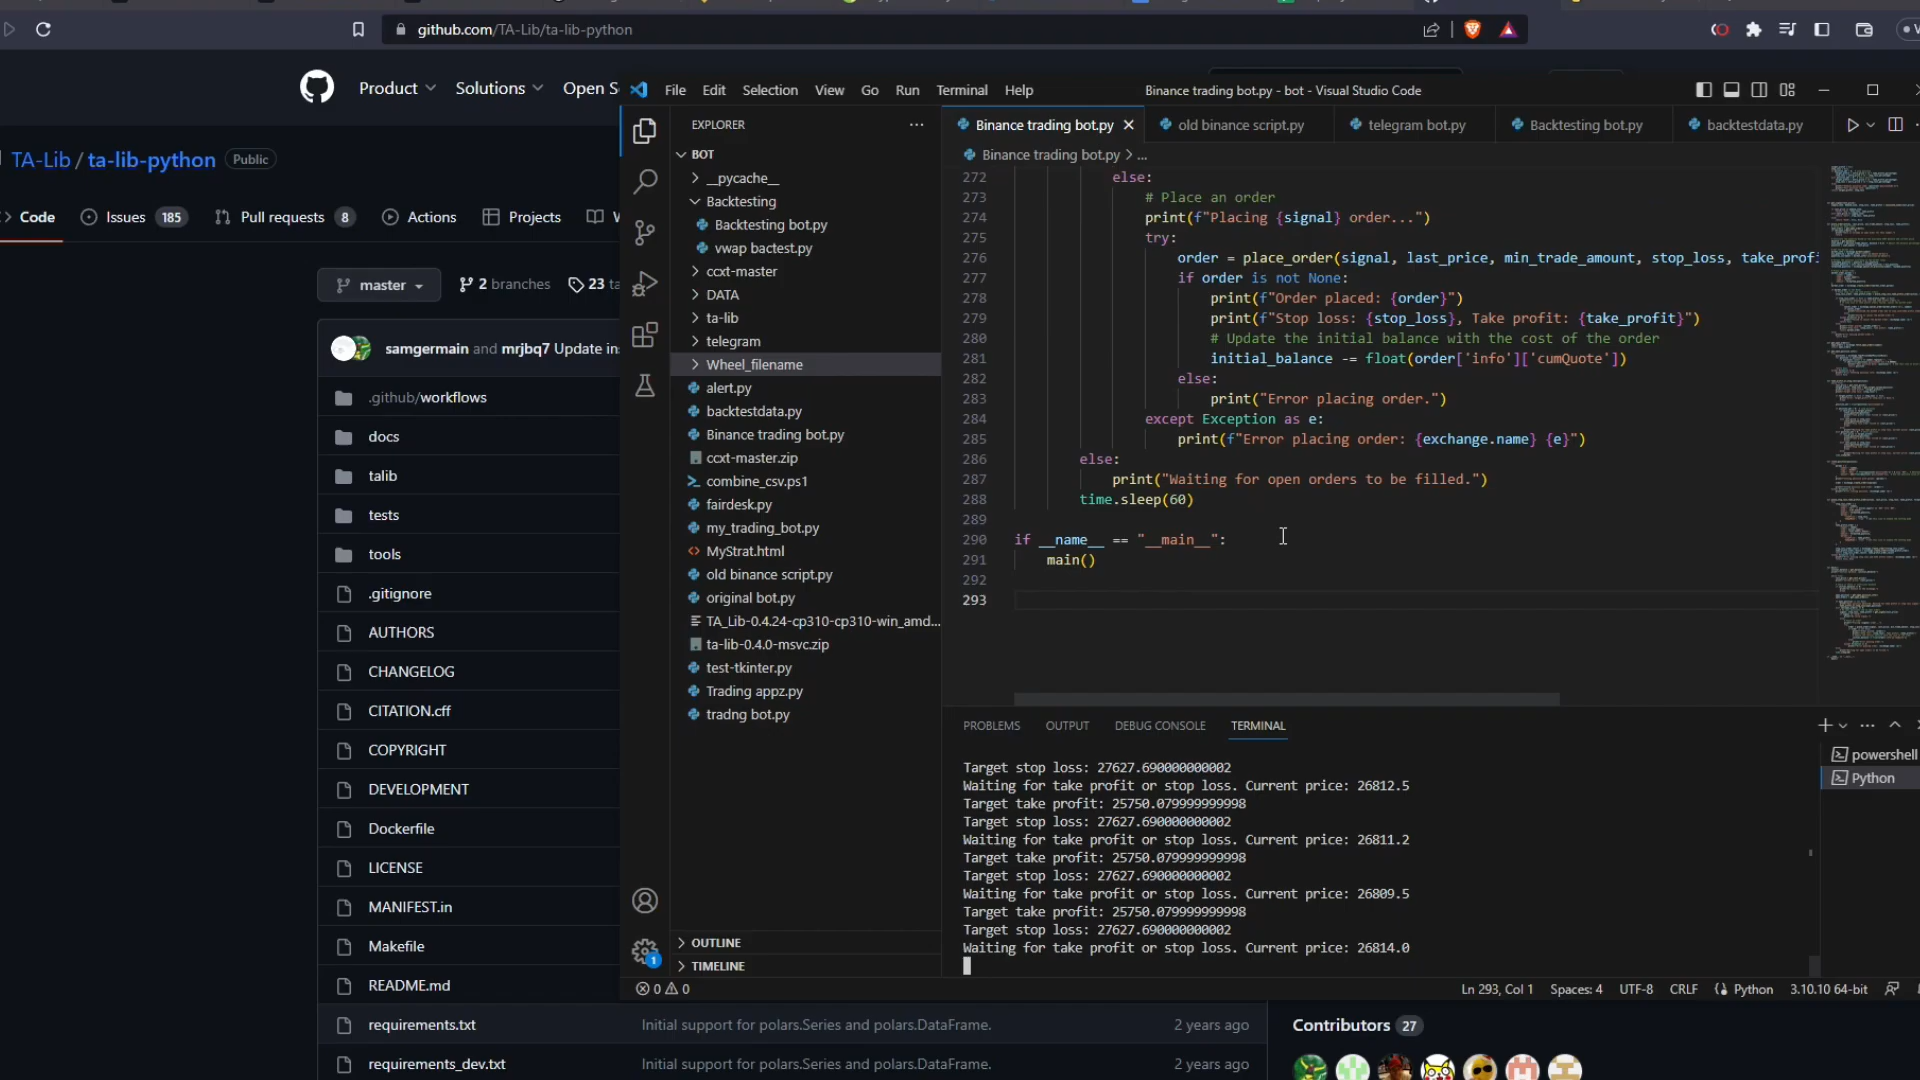 github.com/TA-Lib/ta-lib-python
Product
Solutions
Open S
TA-Lib / ta-lib-python Public
Code
Issues 185
Pull requests 8
Actions
Projects
master
2 branches
23 ta
samgermain and mrjbq7 Update in
.github/workflows
docs
talib
tests
tools
.gitignore
AUTHORS
CHANGELOG
CITATION.cff
COPYRIGHT
DEVELOPMENT
Dockerfile
LICENSE
MANIFEST.in
Makefile
README.md
requirements.txt Initial support for polars.Series and polars.DataFrame. 2 years ago
requirements_dev.txt Initial support for polars.Series and polars.DataFrame. 2 years ago
Contributors 27
File Edit Selection View Go Run Terminal Help
Binance trading bot.py - bot - Visual Studio Code
EXPLORER
BOT
__pycache__
Backtesting
Backtesting bot.py
vwap bactest.py
ccxt-master
DATA
ta-lib
telegram
Wheel_filename
alert.py
backtestdata.py
Binance trading bot.py
ccxt-master.zip
combine_csv.ps1
fairdesk.py
my_trading_bot.py
MyStrat.html
old binance script.py
original bot.py
TA_Lib-0.4.24-cp310-cp310-win_amd...
ta-lib-0.4.0-msvc.zip
test-tkinter.py
Trading appz.py
tradng bot.py
OUTLINE
TIMELINE
Binance trading bot.py
old binance script.py
telegram bot.py
Backtesting bot.py
backtestdata.py
Binance trading bot.py > ...
272 else:
273 # Place an order
274 print(f"Placing {signal} order...")
275 try:
276 order = place_order(signal, last_price, min_trade_amount, stop_loss, take_profi
277 if order is not None:
278 print(f"Order placed: {order}")
279 print(f"Stop loss: {stop_loss}, Take profit: {take_profit}")
280 # Update the initial balance with the cost of the order
281 initial_balance -= float(order['info']['cumQuote'])
282 else:
283 print("Error placing order.")
284 except Exception as e:
285 print(f"Error placing order: {exchange.name} {e}")
286 else:
287 print("Waiting for open orders to be filled.")
288 time.sleep(60)
289
290 if __name__ == "__main__":
291 main()
292
293
PROBLEMS OUTPUT DEBUG CONSOLE TERMINAL
Target stop loss: 27627.690000000002
Waiting for take profit or stop loss. Current price: 26812.5
Target take profit: 25750.079999999998
Target stop loss: 27627.690000000002
Waiting for take profit or stop loss. Current price: 26811.2
Target take profit: 25750.079999999998
Target stop loss: 27627.690000000002
Waiting for take profit or stop loss. Current price: 26809.5
Target take profit: 25750.079999999998
Target stop loss: 27627.690000000002
Waiting for take profit or stop loss. Current price: 26814.0
powershell
Python
1
0 0
Ln 293, Col 1 Spaces: 4 UTF-8 CRLF Python 3.10.10 64-bit